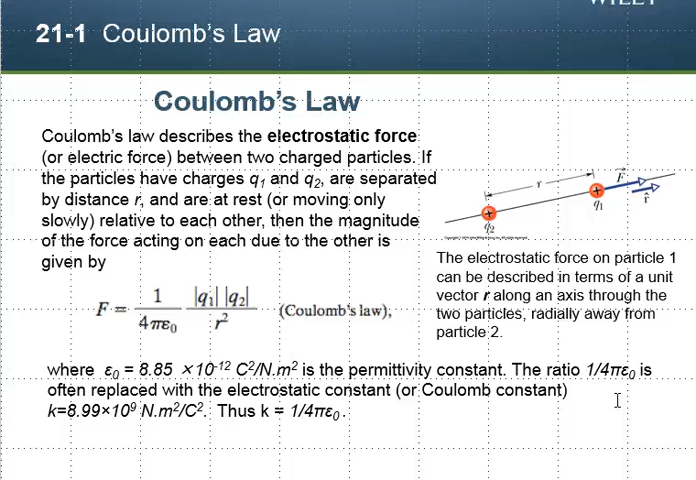 21-1 Coulomb's Law
Coulomb's Law
Coulomb's law describes the electrostatic force
(or electric force) between two charged particles. If
the particles have charges q₁ and q₂, are separated
by distance r, and are at rest (or moving only
slowly) relative to each other, then the magnitude
of the force acting on each due to the other is
given by
F = 1/4πε₀ |q₁| |q₂|/r² (Coulomb's law),
r
F
r̂
q₁
q₂
The electrostatic force on particle 1
can be described in terms of a unit
vector r along an axis through the
two particles, radially away from
particle 2.
where ε₀ = 8.85 ×10⁻¹² C²/N.m² is the permittivity constant. The ratio 1/4πε₀ is
often replaced with the electrostatic constant (or Coulomb constant)
k=8.99×10⁹ N.m²/C². Thus k = 1/4πε₀.